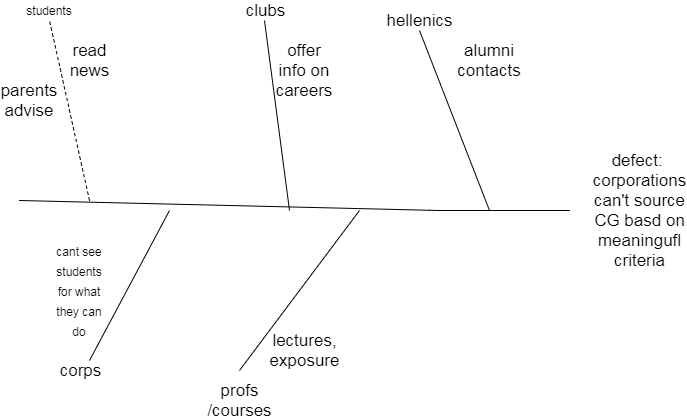 students
read
news
parents
advise
clubs
offer
info on
careers
hellenics
alumni
contacts
defect:
corporations
can't source
CG basd on
meaningufl
criteria
cant see
students
for what
they can
do
corps
lectures,
exposure
profs
/courses